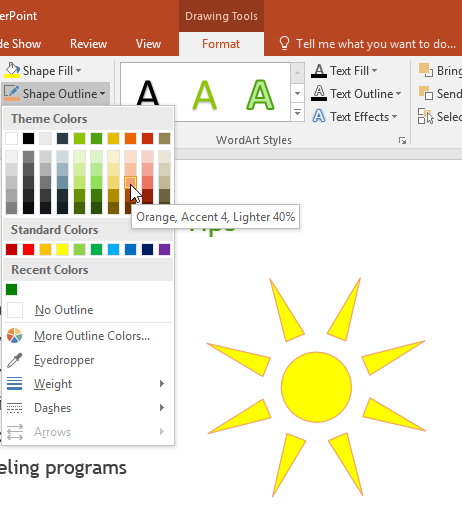 erPoint
Drawing Tools
de Show
Review
View
Format
Tell me what you want to do...
Shape Fill
Shape Outline
A
A
A
Text Fill
Text Outline
Text Effects
WordArt Styles
Bring
Send
Selec
Theme Colors
Orange, Accent 4, Lighter 40%
Tips
Standard Colors
Recent Colors
No Outline
More Outline Colors...
Eyedropper
Weight
Dashes
Arrows
eling programs